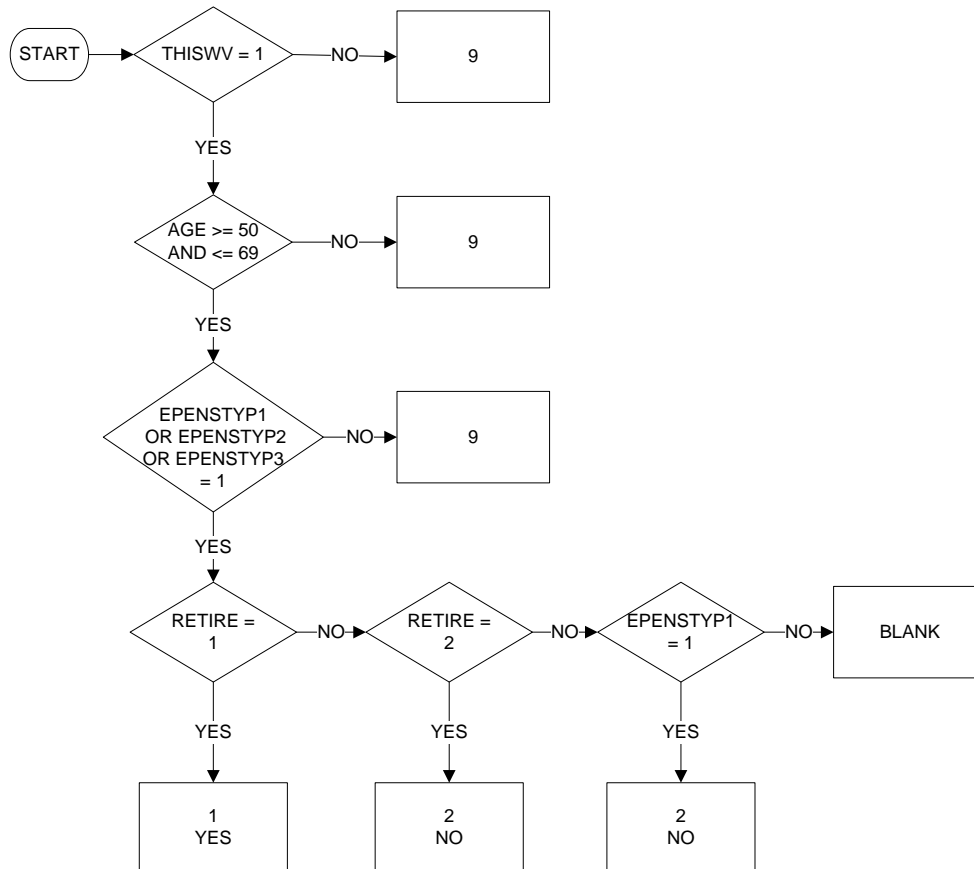 START
THISWV = 1
NO
9
YES
AGE >= 50
AND <= 69
NO
9
YES
EPENSTYP1
OR EPENSTYP2
OR EPENSTYP3
= 1
NO
9
YES
RETIRE =
1
NO
RETIRE =
2
NO
EPENSTYP1
= 1
NO
BLANK
YES
YES
YES
1
YES
2
NO
2
NO